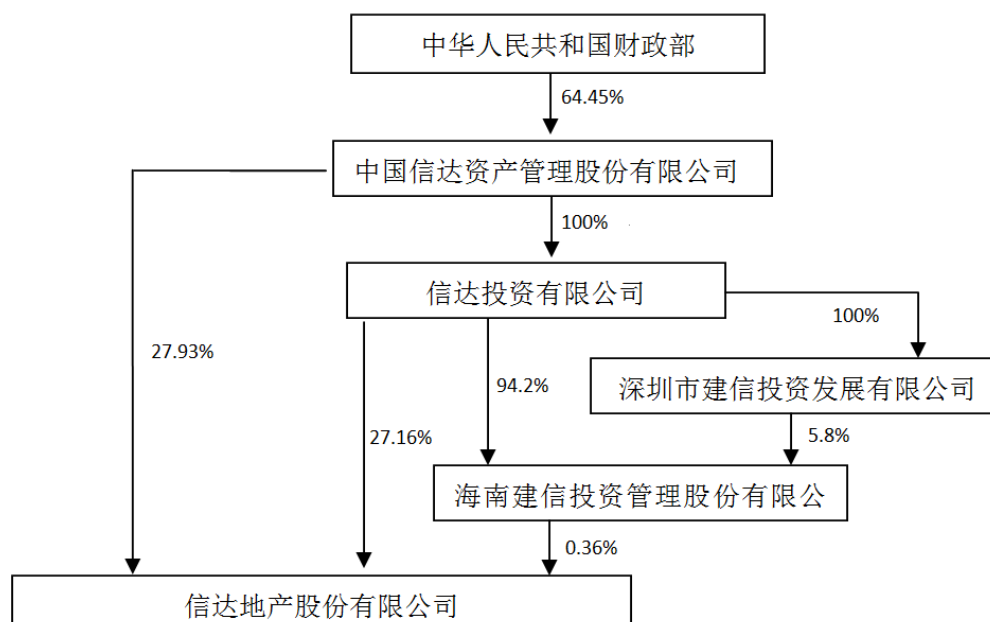 中华人民共和国财政部
64.45%
中国信达资产管理股份有限公司
100%
信达投资有限公司
100%
27.93%
94.2%
深圳市建信投资发展有限公司
27.16%
5.8%
海南建信投资管理股份有限公
0.36%
信达地产股份有限公司